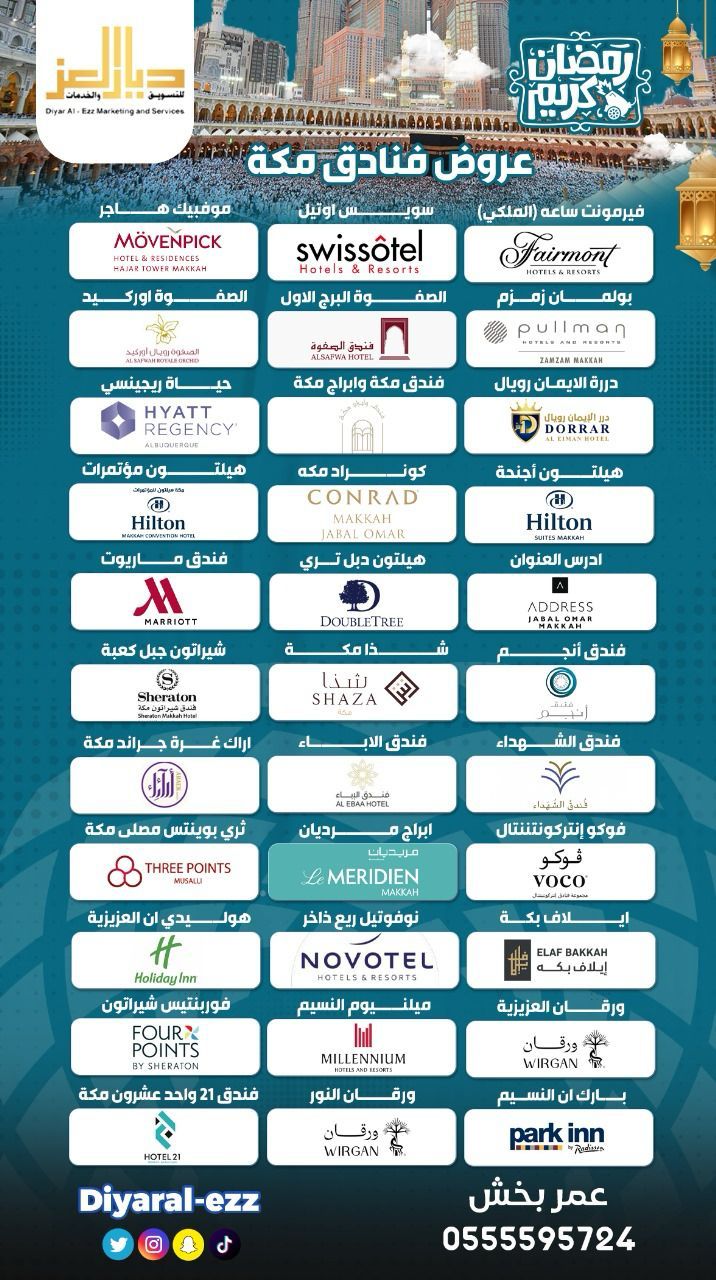 ديار العز
للتسويق والخدمات
Diyar Al - Ezz Marketing and Services
رمضان
كريم
عروض فنادق مكة
فيرمونت ساعه (الملكي)
سويس اوتيل
موفبيك هاجر
Fairmont
HOTELS & RESORTS
swissôtel
Hotels & Resorts
MÖVENPICK
HOTEL & RESIDENCES
HAJAR TOWER MAKKAH
بولمان زمزم
الصفوة البرج الاول
الصفوة اوركيد
pullman
HOTELS AND RESORTS
ZAMZAM MAKKAH
فندق الصفوة
ALSAFWA HOTEL
الصفوة رويال أوركيد
AL SAFWAH ROYALE ORCHID
دررة الايمان رويال
فندق مكة وابراج مكة
حياة ريجينسي
درر الإيمان رويال
DORRAR
AL EIMAN HOTEL
HYATT
REGENCY
ALBUQUERQUE
هيلتون أجنحة
كونراد مكه
هيلتون مؤتمرات
Hilton
SUITES MAKKAH
CONRAD
MAKKAH
JABAL OMAR
مكة هيلتون للمؤتمرات
Hilton
MAKKAH CONVENTION HOTEL
ادرس العنوان
هيلتون دبل تري
فندق ماريوت
ADDRESS
JABAL OMAR
MAKKAH
DOUBLETREE
MARRIOTT
فندق أنجم
شذا مكة
شيراتون جبل كعبة
فندق
أنجم
شذا
SHAZA
مكة
Sheraton
فندق شيراتون مكة
Sheraton Makkah Hotel
فندق الشهداء
فندق الاباء
اراك غرة جراند مكة
فندق الشهداء
فندق الإباء
AL EBAA HOTEL
فوكو إنتركونتننتال
ابراج مرديان
ثري بوينتس مصلى مكة
ڤوكو
voco
مجموعة فنادق إنتركونتيننتال
مريديان
Le MERIDIEN
MAKKAH
THREE POINTS
MUSALLI
إيلاف بكة
نوفوتيل ريع ذاخر
هوليدي ان العزيزية
ELAF BAKKAH
إيلاف بكه
NOVOTEL
HOTELS & RESORTS
Holiday Inn
ورقان العزيزية
ميلنيوم النسيم
فوربنتيس شيراتون
ورقان
WIRGAN
MILLENNIUM
HOTELS AND RESORTS
FOUR
POINTS
BY SHERATON
بارك ان النسيم
ورقان النور
فندق 21 واحد عشرون مكة
park inn
by Radisson
ورقان
WIRGAN
HOTEL 21
Diyaral-ezz
عمر بخش
0555595724